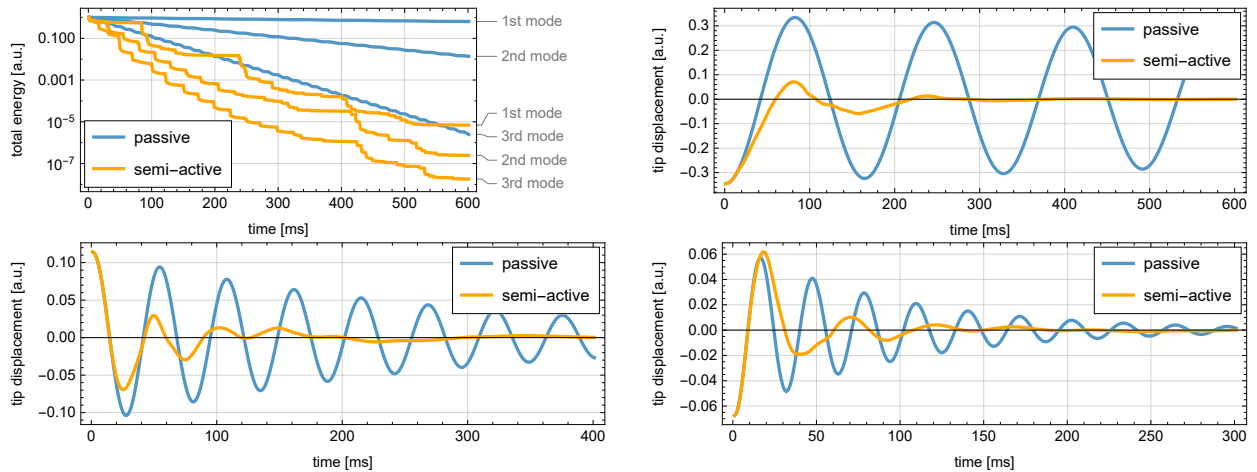 0.100
0.001
10^-5
10^-7
total energy [a.u.]
passive
semi−active
1st mode
2nd mode
1st mode
3rd mode
2nd mode
3rd mode
0 100 200 300 400 500 600
time [ms]
0.3
0.2
0.1
0.0
−0.1
−0.2
−0.3
tip displacement [a.u.]
passive
semi−active
0 100 200 300 400 500 600
time [ms]
0.10
0.05
0.00
−0.05
−0.10
tip displacement [a.u.]
passive
semi−active
0 100 200 300 400
time [ms]
0.06
0.04
0.02
0.00
−0.02
−0.04
−0.06
tip displacement [a.u.]
passive
semi−active
0 50 100 150 200 250 300
time [ms]